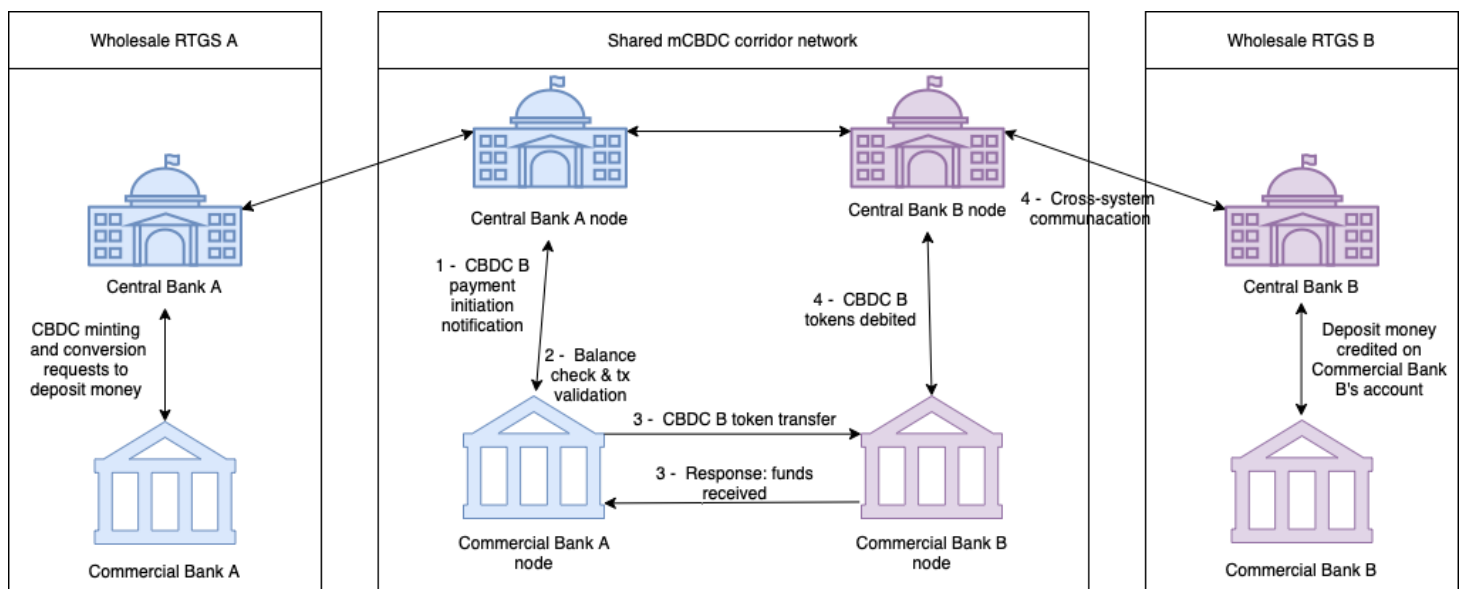 Wholesale RTGS A
Shared mCBDC corridor network
Wholesale RTGS B
Central Bank A node
Central Bank B node
4 - Cross-system
communacation
1 - CBDC B
payment
initiation
notification
Central Bank A
Central Bank B
4 - CBDC B
tokens debited
CBDC minting
and conversion
requests to
deposit money
Deposit money
credited on
Commercial Bank
B's account
2 - Balance
check & tx
validation
3 - CBDC B token transfer
3 - Response: funds
received
Commercial Bank A
node
Commercial Bank B
node
Commercial Bank A
Commercial Bank B